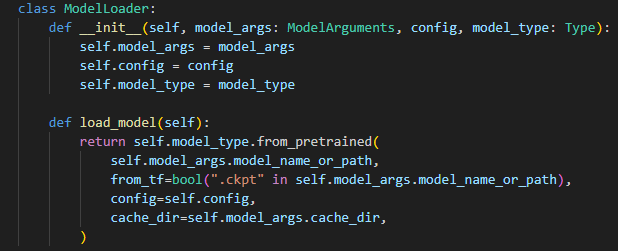 class ModelLoader:
    def __init__(self, model_args: ModelArguments, config, model_type: Type):
        self.model_args = model_args
        self.config = config
        self.model_type = model_type

    def load_model(self):
        return self.model_type.from_pretrained(
            self.model_args.model_name_or_path,
            from_tf=bool(".ckpt" in self.model_args.model_name_or_path),
            config=self.config,
            cache_dir=self.model_args.cache_dir,
        )